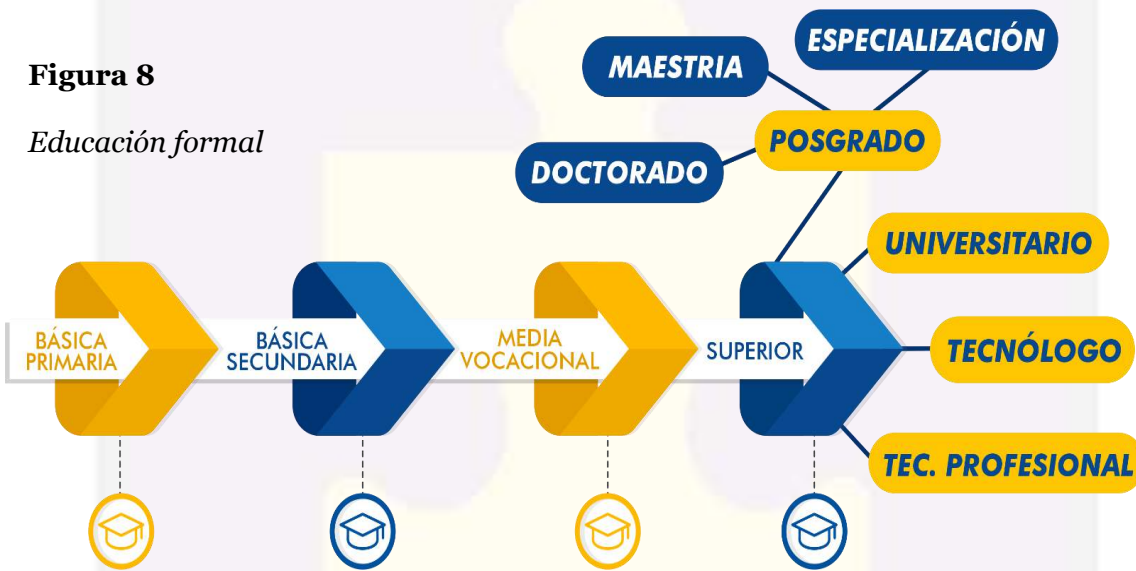 Figura 8
Educación formal
MAESTRIA
ESPECIALIZACIÓN
DOCTORADO
POSGRADO
UNIVERSITARIO
TECNÓLOGO
TEC. PROFESIONAL
BÁSICA
PRIMARIA
BÁSICA
SECUNDARIA
MEDIA
VOCACIONAL
SUPERIOR